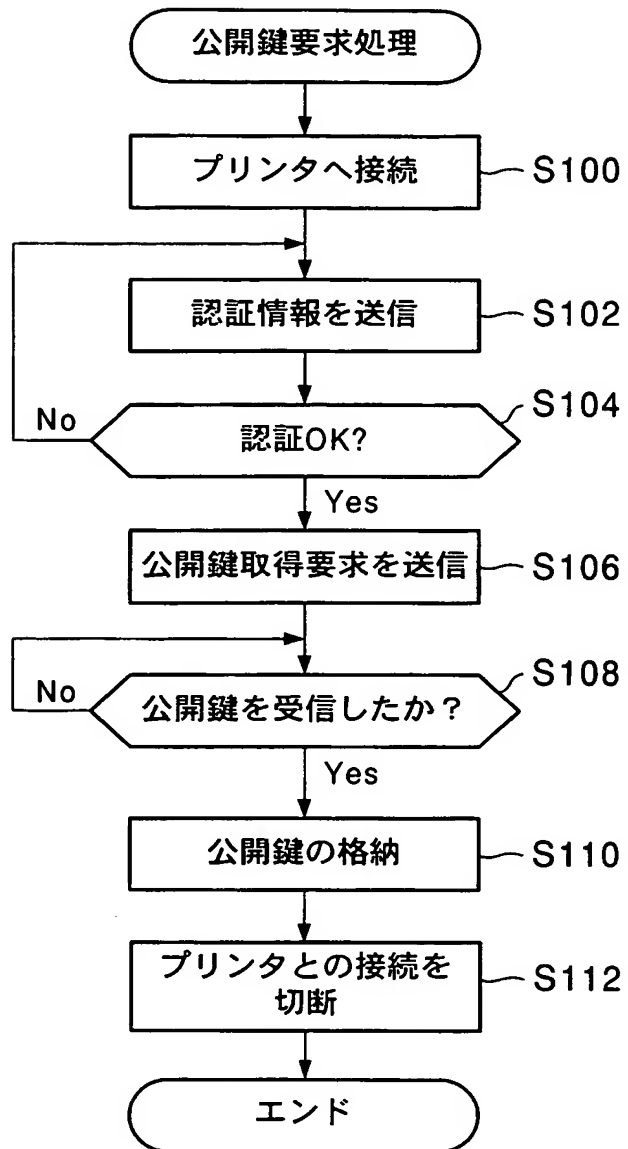 公開鍵要求処理
プリンタへ接続
S100
認証情報を送信
S102
S104
No
認証OK?
Yes
公開鍵取得要求を送信
S106
S108
No
公開鍵を受信したか？
Yes
公開鍵の格納
S110
プリンタとの接続を
切断
S112
エンド